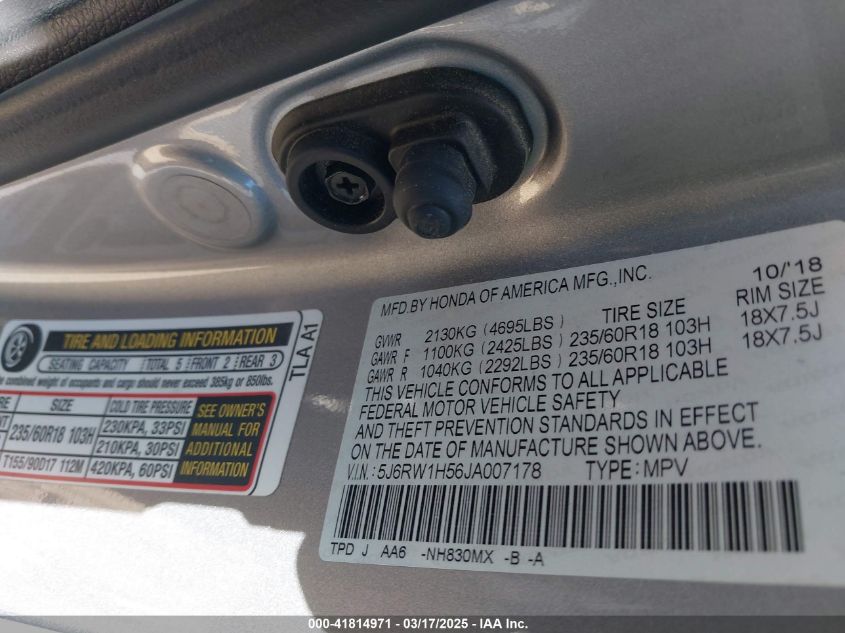 MFD.BY HONDA OF AMERICA MFG.,INC. 10/'18
TIRE SIZE RIM SIZE
GVWR 2130KG (4695LBS)
GAWR F 1100KG (2425LBS) 235/60R18 103H 18X7.5J
GAWR R 1040KG (2292LBS) 235/60R18 103H 18X7.5J
THIS VEHICLE CONFORMS TO ALL APPLICABLE
FEDERAL MOTOR VEHICLE SAFETY
AND THEFT PREVENTION STANDARDS IN EFFECT
ON THE DATE OF MANUFACTURE SHOWN ABOVE.
V.I.N.: 5J6RW1H56JA007178 TYPE: MPV
TPD J AA6 -NH830MX -B -A
TIRE AND LOADING INFORMATION
SEATING CAPACITY TOTAL 5 FRONT 2 REAR 3
combined weight of occupants and cargo should never exceed 385kg or 850lbs.
SIZE COLD TIRE PRESSURE
235/60R18 103H 230KPA, 33PSI
210KPA, 30PSI
T155/90D17 112M 420KPA, 60PSI
SEE OWNER'S
MANUAL FOR
ADDITIONAL
INFORMATION
TLA A1
000-41814971 - 03/17/2025 - IAA Inc.